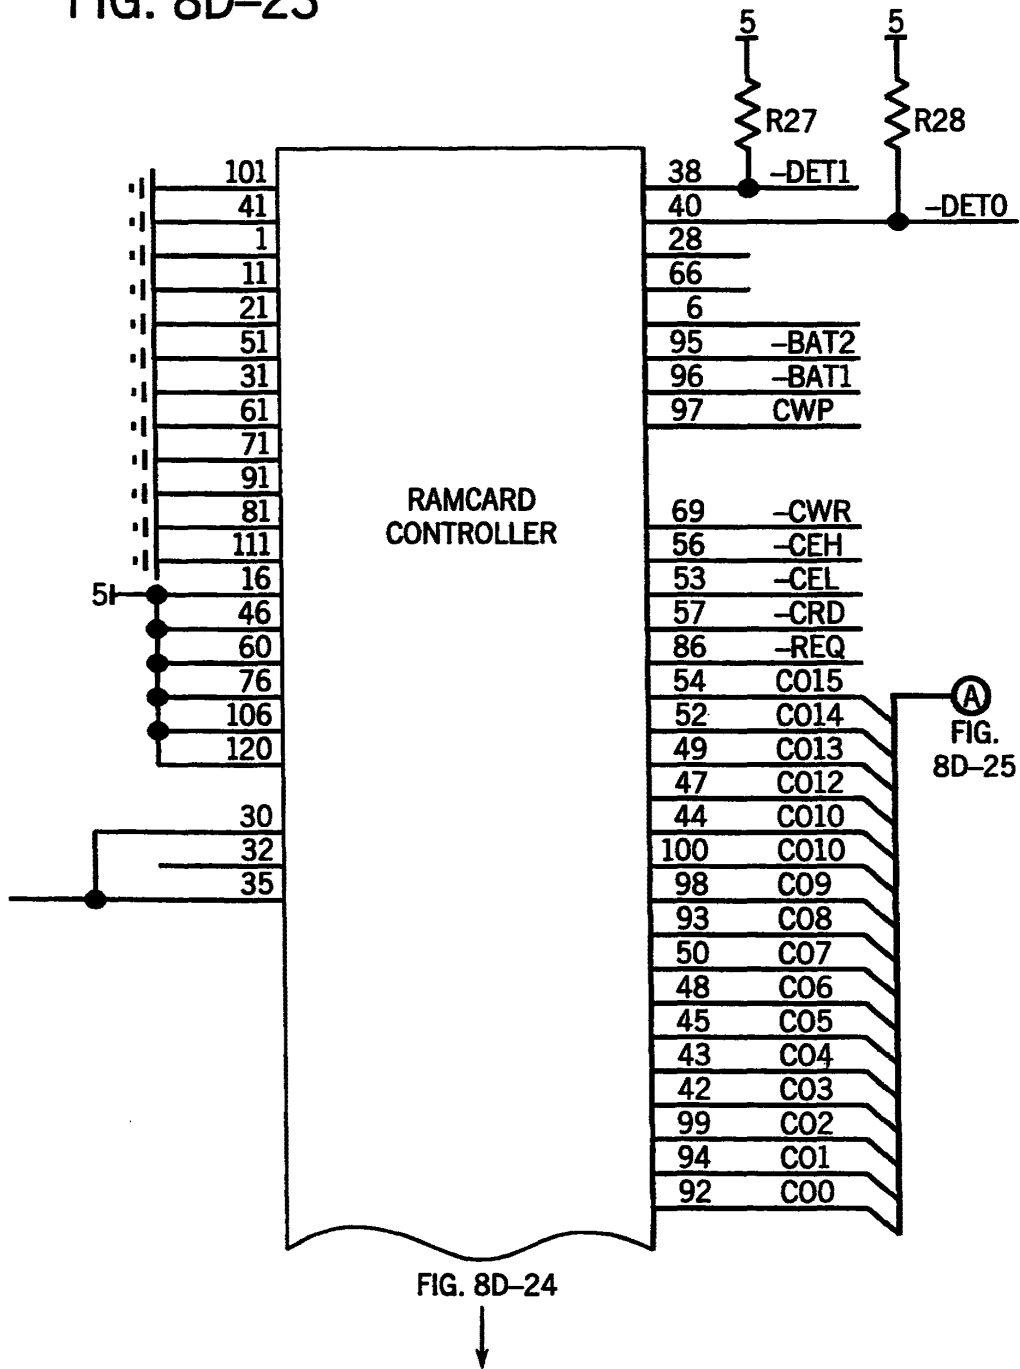 FIG. 8D–23
5 5
R27 R28
101 38 –DET1
41 40 –DET0
1 28
11 66
21 6
51 95 –BAT2
31 96 –BAT1
61 97 CWP
71
91
RAMCARD
CONTROLLER
81 69 –CWR
111 56 –CEH
5 16 53 –CEL
46 57 –CRD
60 86 –REQ
76 54 CO15
A
106 52 CO14
FIG.
8D–25
120 49 CO13
47 CO12
30 44 CO10
32 100 CO10
35 98 CO9
93 CO8
50 CO7
48 CO6
45 CO5
43 CO4
42 CO3
99 CO2
94 CO1
92 CO0
FIG. 8D–24